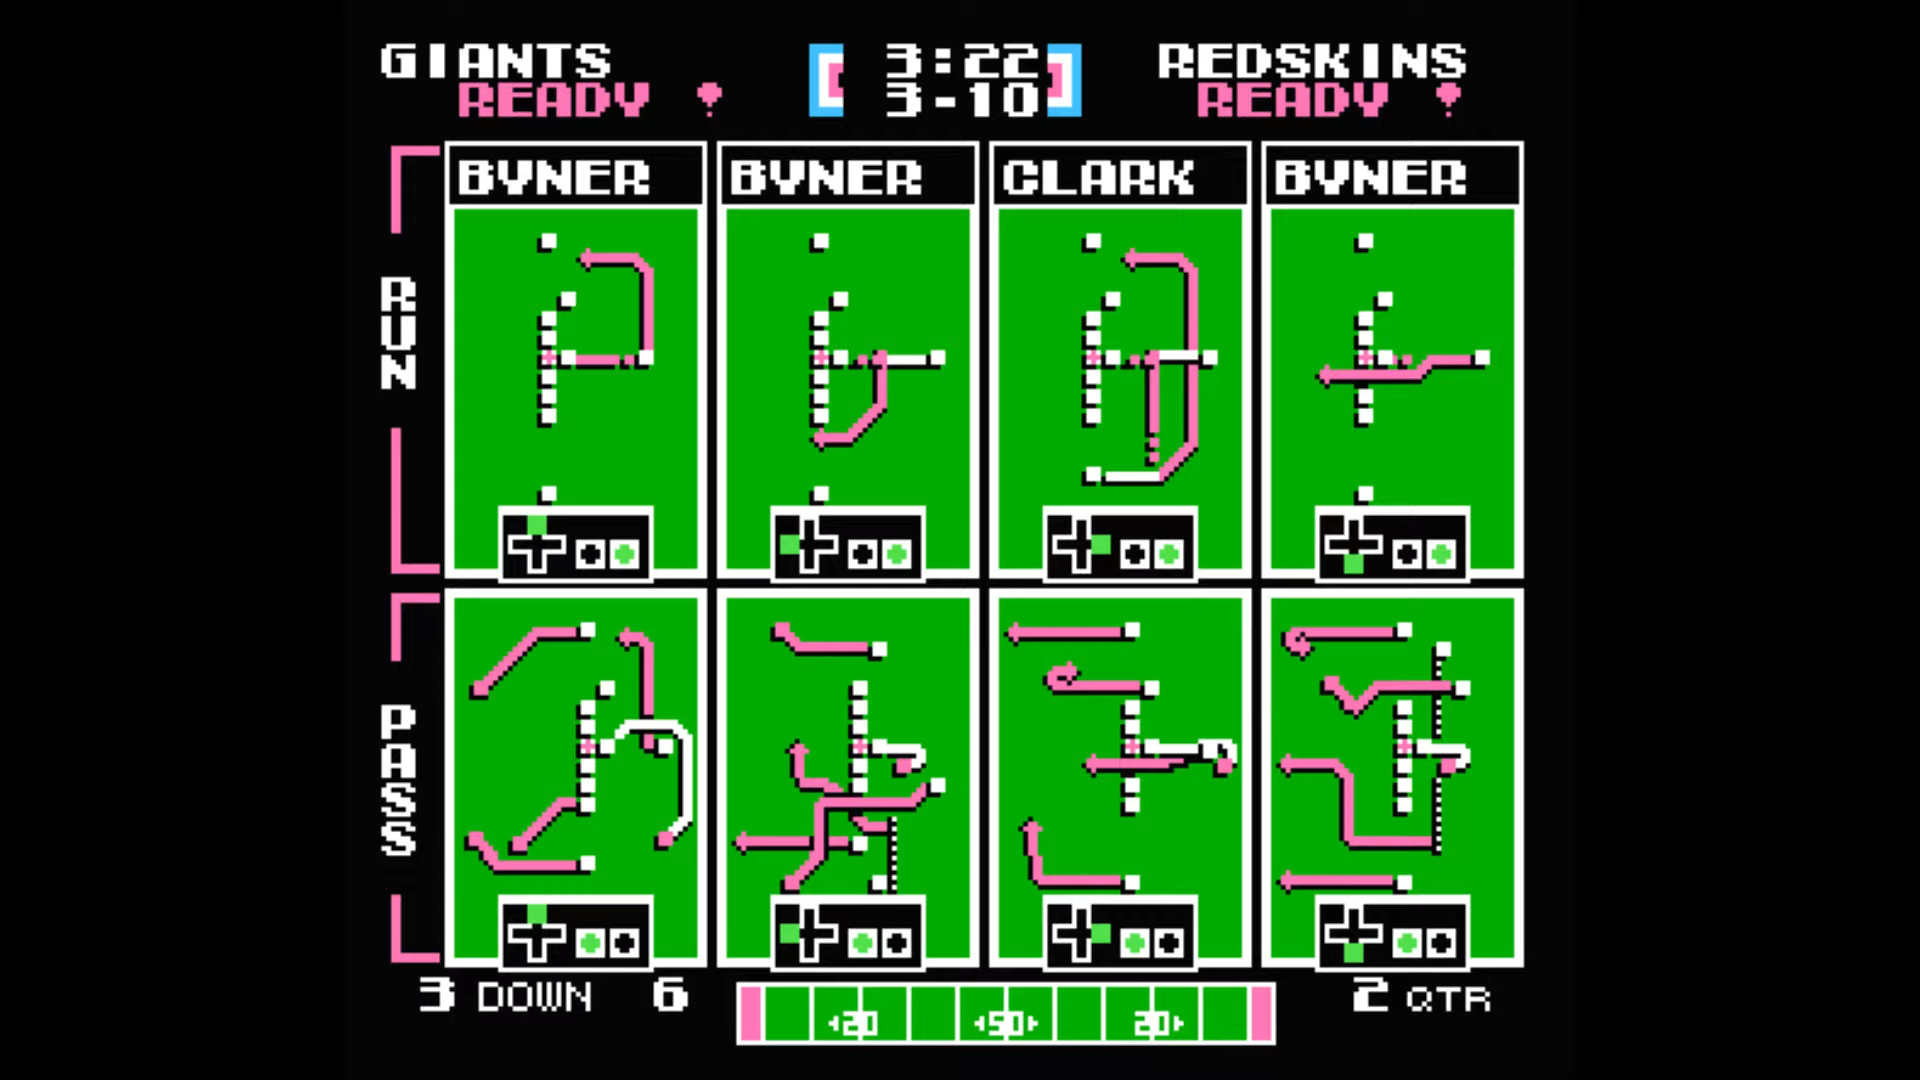 GIANTS 3:22 REDSKINS
READY ! 3-10 READY !
BYNER BYNER CLARK BYNER
RUN
PASS
3 DOWN 6 2 QTR
20 50 20